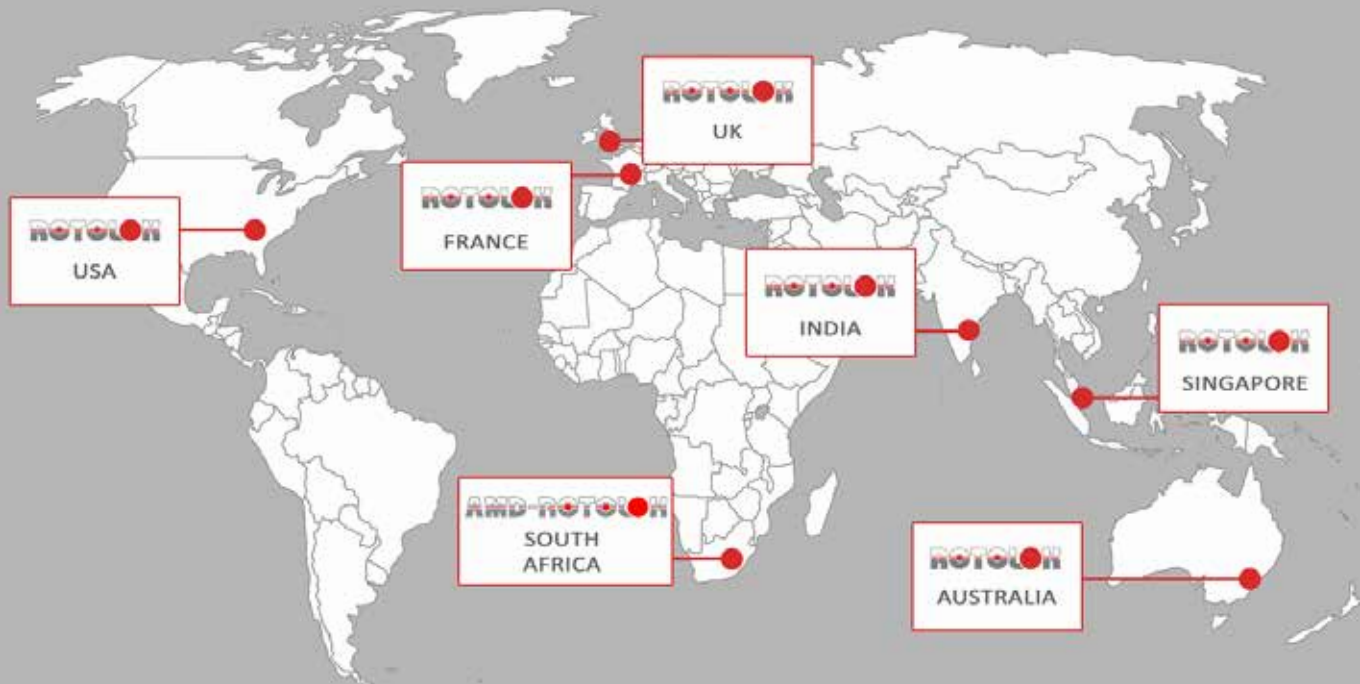 ROTOLOK
UK
ROTOLOK
FRANCE
ROTOLOK
USA
ROTOLOK
INDIA
ROTOLOK
SINGAPORE
AMD-ROTOLOK
SOUTH
AFRICA
ROTOLOK
AUSTRALIA